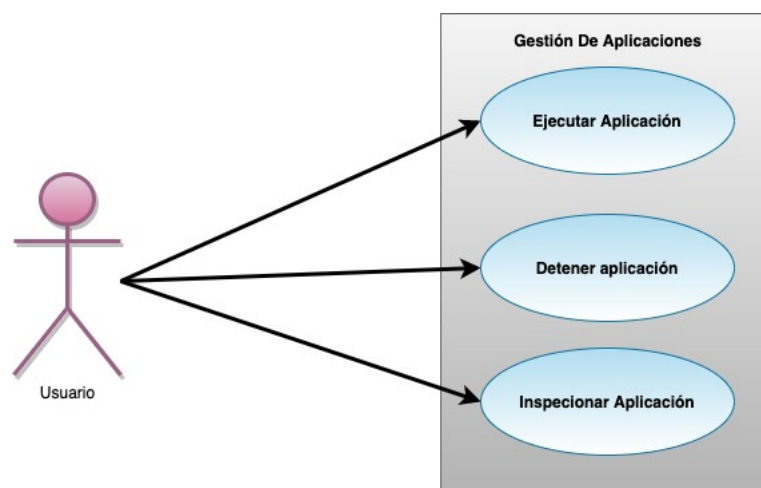 Gestión De Aplicaciones
Ejecutar Aplicación
Detener aplicación
Inspecionar Aplicación
Usuario